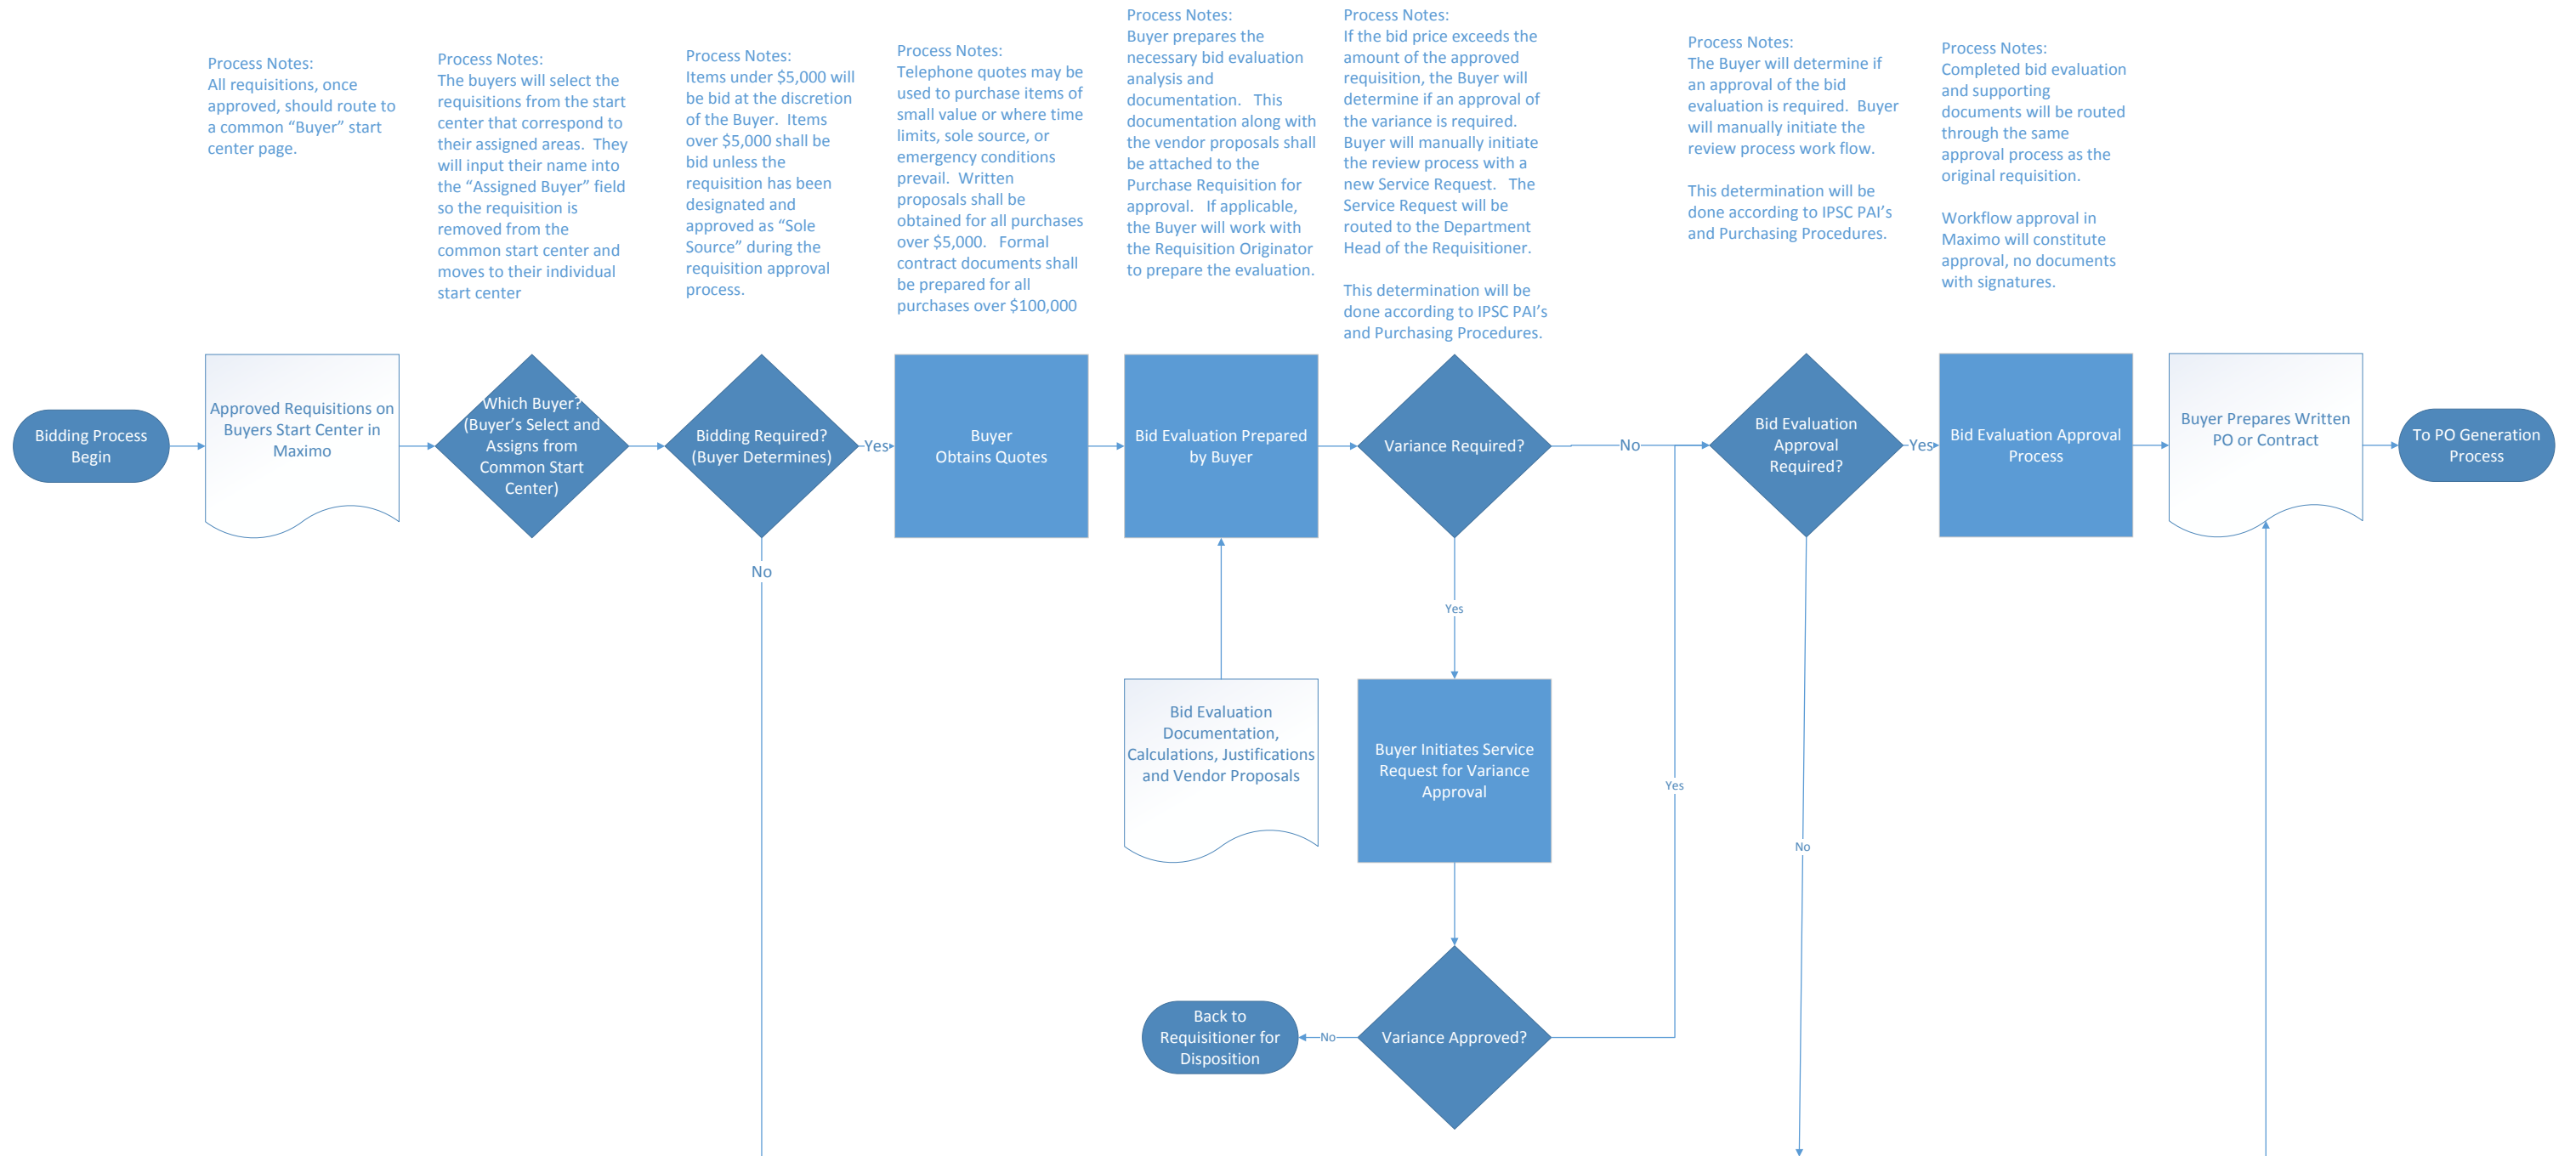 Process Notes:
All requisitions, once
approved, should route to
a common “Buyer” start
center page.
Process Notes:
The buyers will select the
requisitions from the start
center that correspond to
their assigned areas.  They
will input their name into
the “Assigned Buyer” field
so the requisition is
removed from the
common start center and
moves to their individual
start center
Process Notes:
Items under $5,000 will
be bid at the discretion
of the Buyer.  Items
over $5,000 shall be
bid unless the
requisition has been
designated and
approved as “Sole
Source” during the
requisition approval
process.
Process Notes:
Telephone quotes may be
used to purchase items of
small value or where time
limits, sole source, or
emergency conditions
prevail.  Written
proposals shall be
obtained for all purchases
over $5,000.   Formal
contract documents shall
be prepared for all
purchases over $100,000
Process Notes:
Buyer prepares the
necessary bid evaluation
analysis and
documentation.   This
documentation along with
the vendor proposals shall
be attached to the
Purchase Requisition for
approval.   If applicable,
the Buyer will work with
the Requisition Originator
to prepare the evaluation.
Process Notes:
If the bid price exceeds the
amount of the approved
requisition, the Buyer will
determine if an approval of
the variance is required.
Buyer will manually initiate
the review process with a
new Service Request.   The
Service Request will be
routed to the Department
Head of the Requisitioner.
This determination will be
done according to IPSC PAI’s
and Purchasing Procedures.
Process Notes:
The Buyer will determine if
an approval of the bid
evaluation is required.  Buyer
will manually initiate the
review process work flow.
This determination will be
done according to IPSC PAI’s
and Purchasing Procedures.
Process Notes:
Completed bid evaluation
and supporting
documents will be routed
through the same
approval process as the
original requisition.
Workflow approval in
Maximo will constitute
approval, no documents
with signatures.
Bidding Process
Begin
Approved Requisitions on
Buyers Start Center in
Maximo
Which Buyer?
(Buyer’s Select and
Assigns from
Common Start
Center)
Bidding Required?
(Buyer Determines)
Yes
Buyer
Obtains Quotes
Bid Evaluation Prepared
by Buyer
Variance Required?
No
Bid Evaluation
Approval
Required?
Yes
Bid Evaluation Approval
Process
Buyer Prepares Written
PO or Contract
To PO Generation
Process
No
Yes
Bid Evaluation
Documentation,
Calculations, Justifications
and Vendor Proposals
Buyer Initiates Service
Request for Variance
Approval
Yes
No
Back to
Requisitioner for
Disposition
No
Variance Approved?